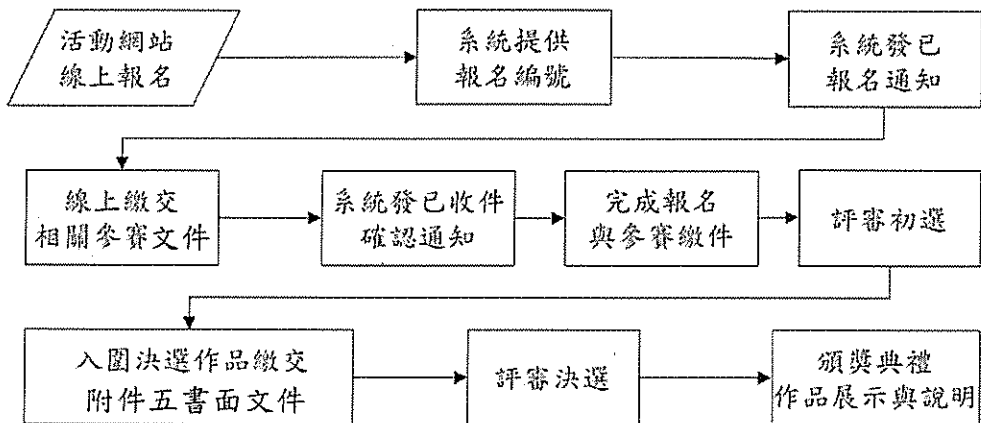 活動網站
線上報名
系統提供
報名編號
系統發已
報名通知
線上繳交
相關參賽文件
系統發已收件
確認通知
完成報名
與參賽繳件
評審初選
入圍決選作品繳交
附件五書面文件
評審決選
頒獎典禮
作品展示與說明